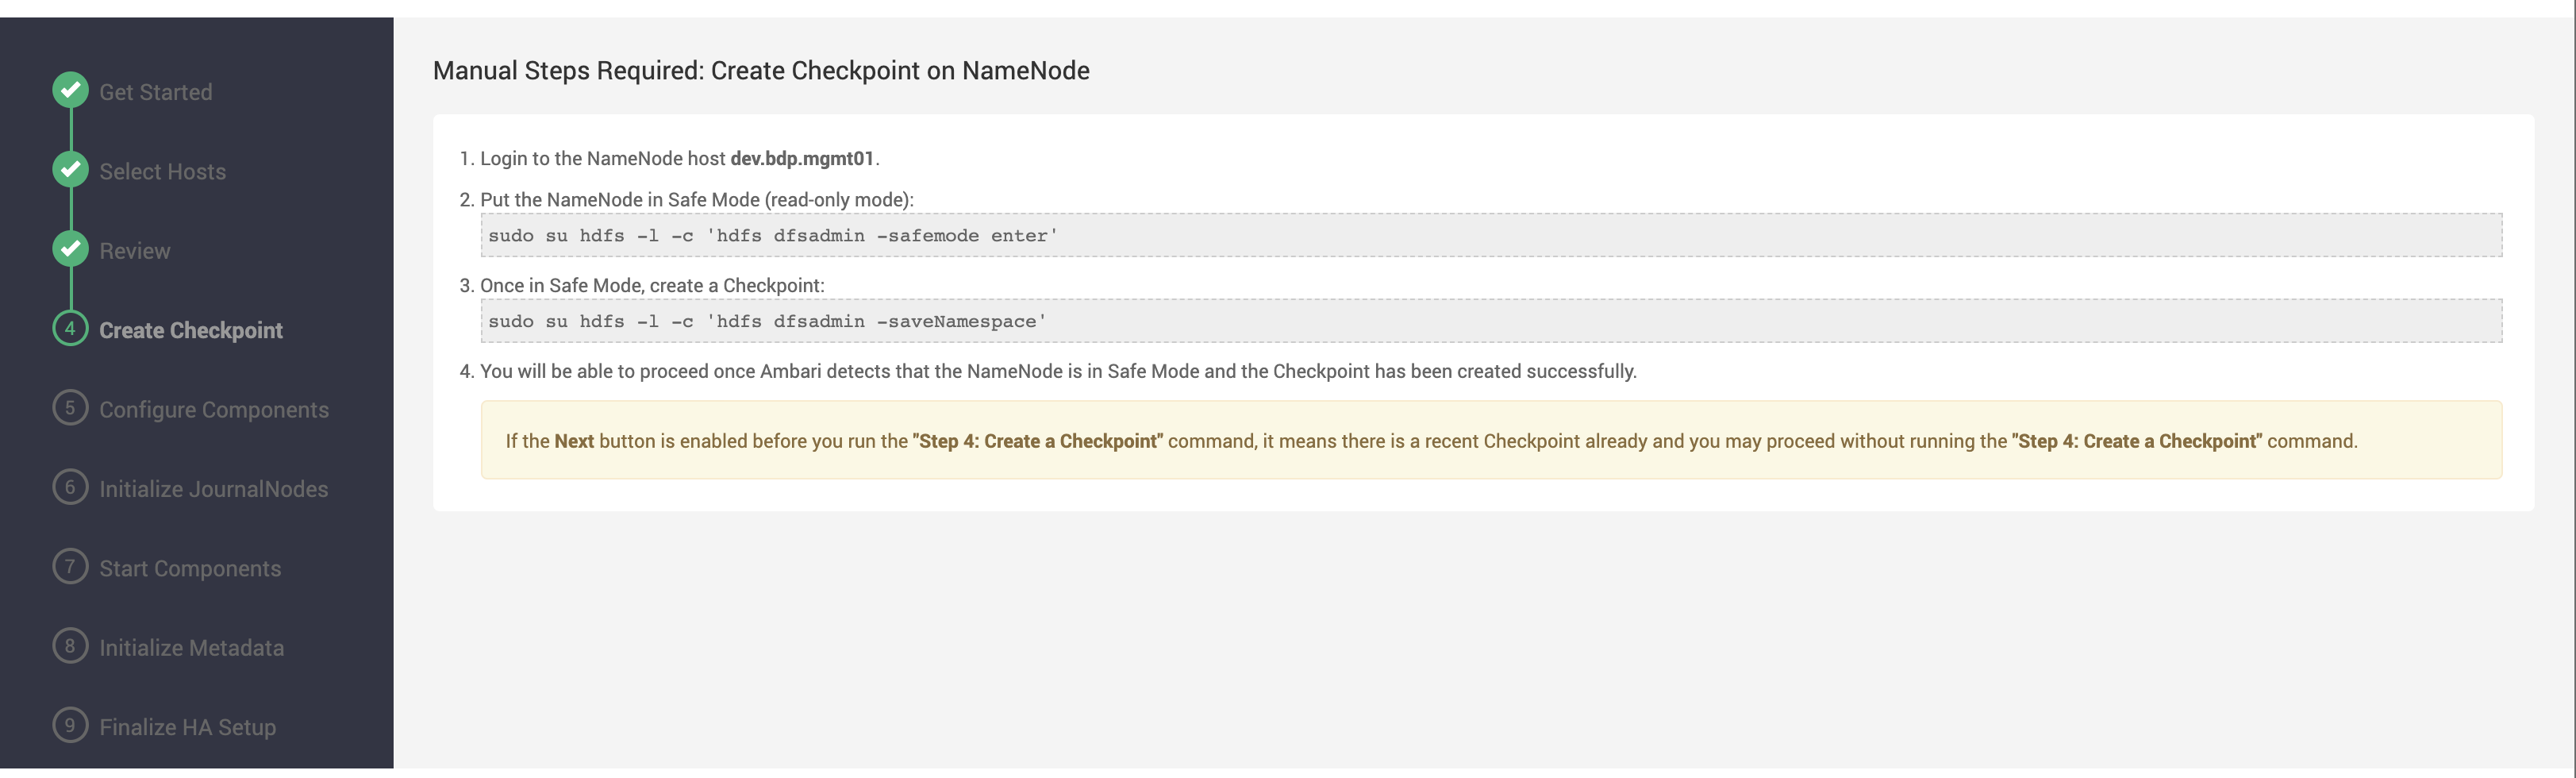 Get Started
Select Hosts
Review
4 Create Checkpoint
5 Configure Components
6 Initialize JournalNodes
7 Start Components
8 Initialize Metadata
9 Finalize HA Setup
Manual Steps Required: Create Checkpoint on NameNode
1. Login to the NameNode host dev.bdp.mgmt01.
2. Put the NameNode in Safe Mode (read-only mode):
sudo su hdfs -l -c 'hdfs dfsadmin -safemode enter'
3. Once in Safe Mode, create a Checkpoint:
sudo su hdfs -l -c 'hdfs dfsadmin -saveNamespace'
4. You will be able to proceed once Ambari detects that the NameNode is in Safe Mode and the Checkpoint has been created successfully.
If the Next button is enabled before you run the "Step 4: Create a Checkpoint" command, it means there is a recent Checkpoint already and you may proceed without running the "Step 4: Create a Checkpoint" command.